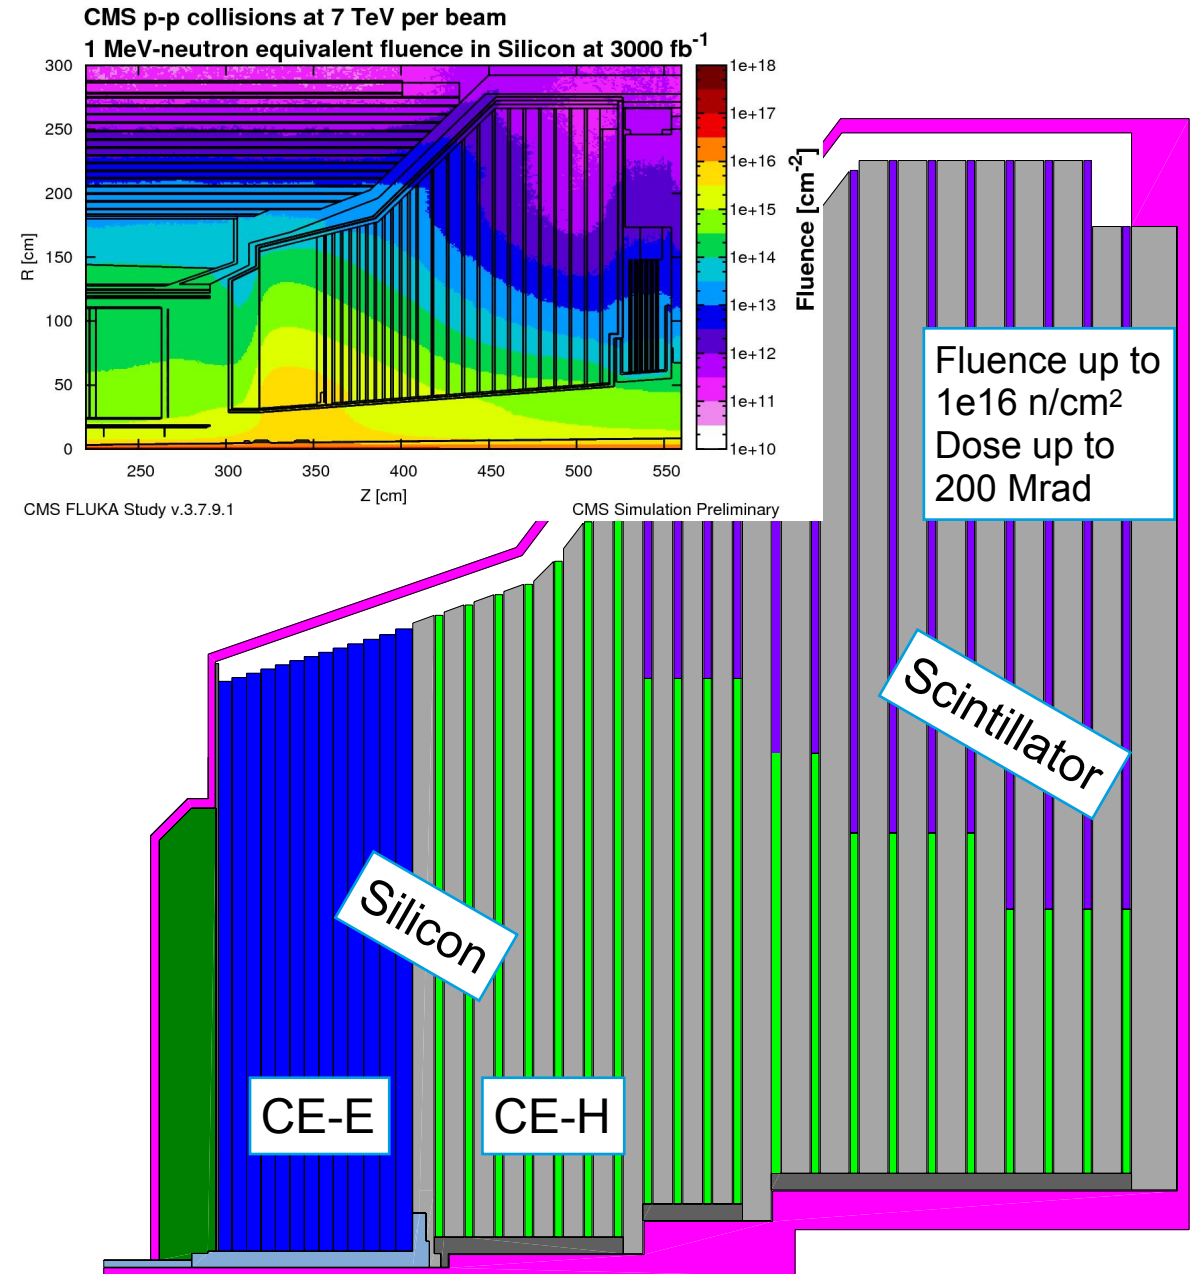 CMS p-p collisions at 7 TeV per beam
1 MeV-neutron equivalent fluence in Silicon at 3000 fb-1
300
250
200
150
100
50
0
R [cm]
250
300
350
400
450
500
550
Z [cm]
1e+18
1e+17
1e+16
1e+15
1e+14
1e+13
1e+12
1e+11
1e+10
Fluence [cm-2]
CMS FLUKA Study v.3.7.9.1
CMS Simulation Preliminary
Fluence up to
1e16 n/cm2
Dose up to
200 Mrad
Scintillator
Silicon
CE-E
CE-H